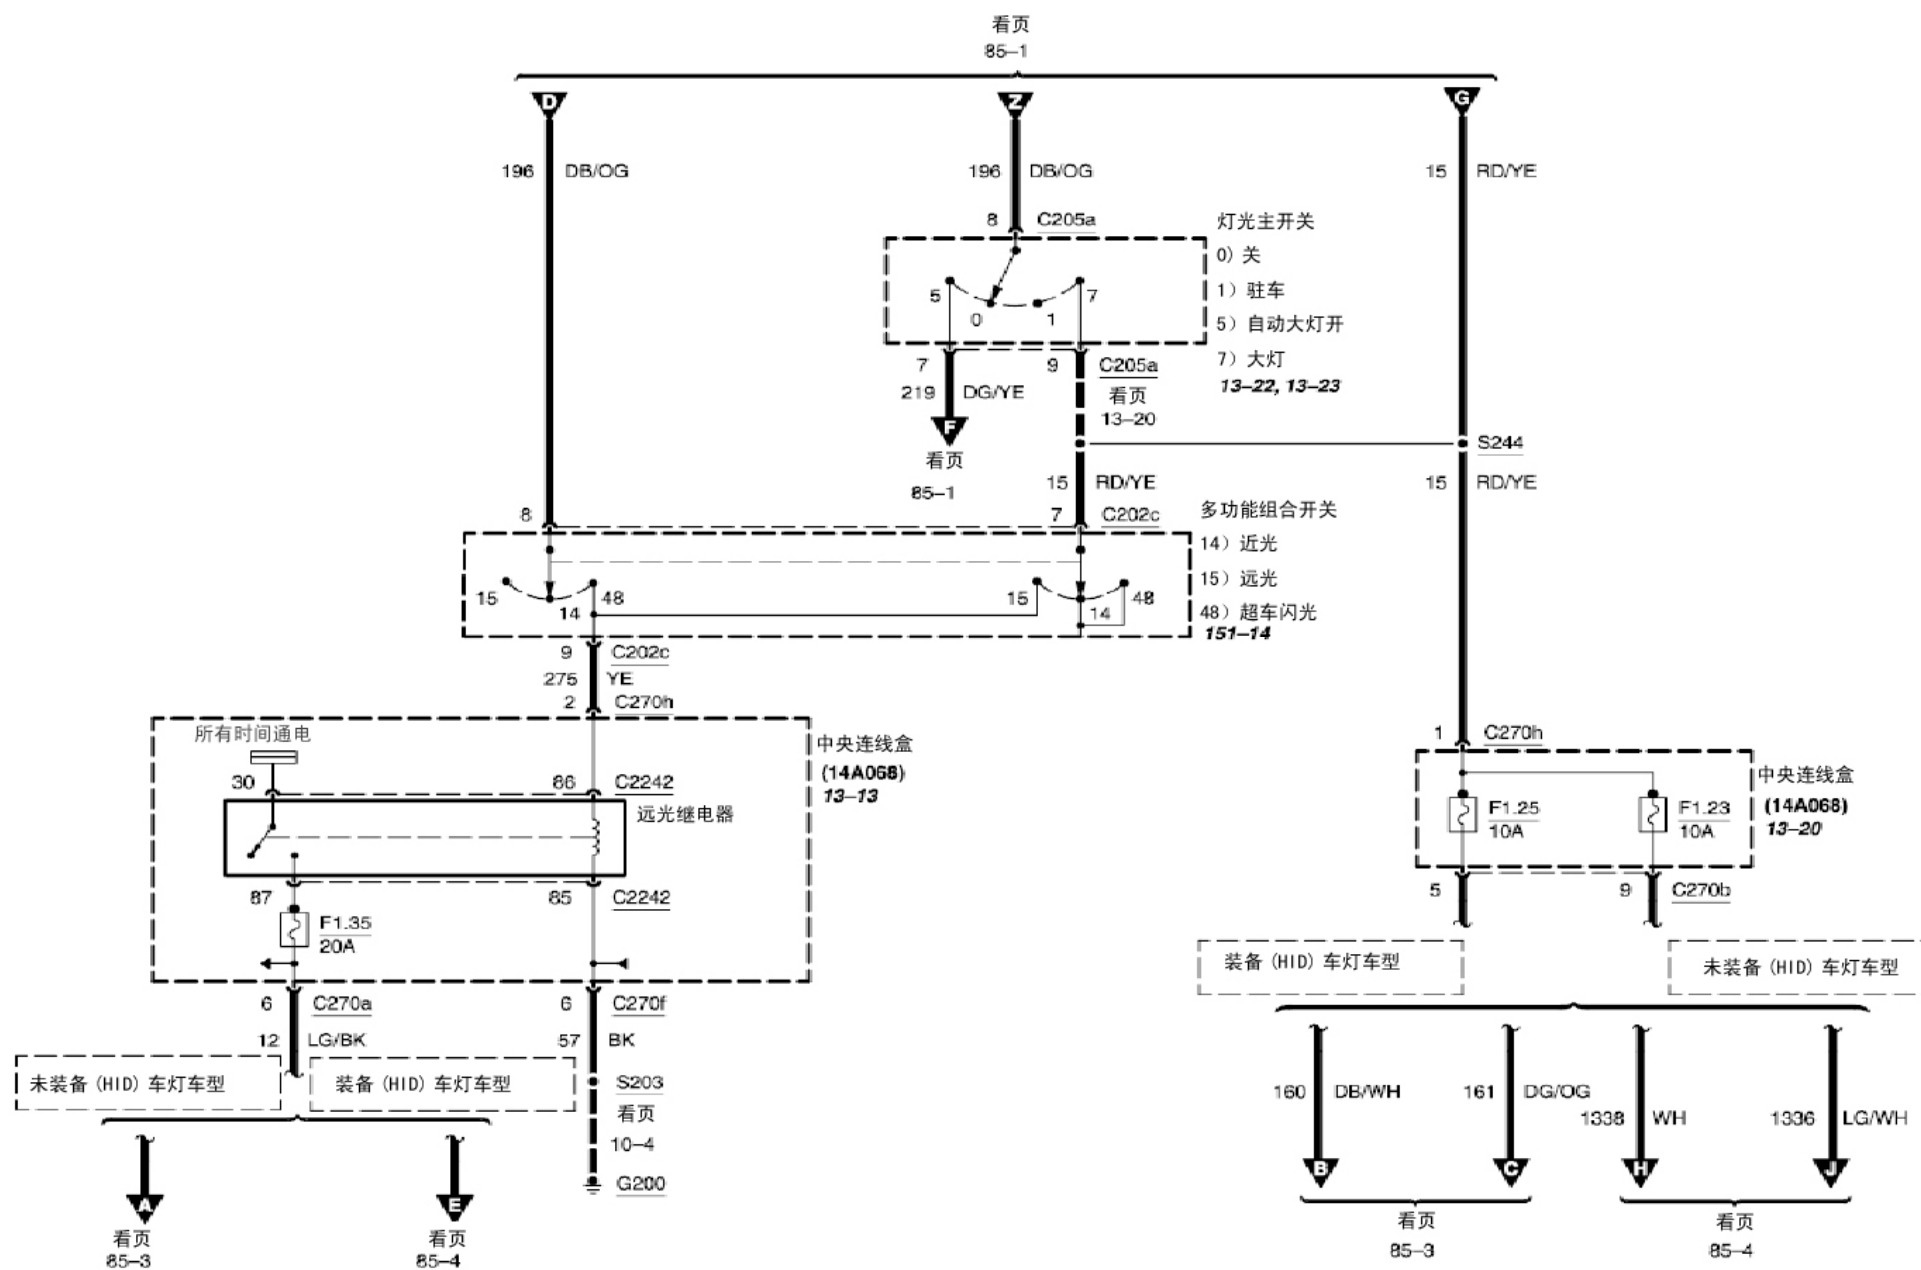 看页
85–1
D
Z
G
196
DB/OG
196
DB/OG
15
RD/YE
8
C205a
灯光主开关
0) 关
1) 驻车
5) 自动大灯开
7) 大灯
13–22, 13–23
5
0
1
7
7
9
C205a
看页
13–20
219
DG/YE
F
看页
85–1
S244
15
RD/YE
15
RD/YE
8
7
C202c
多功能组合开关
14) 近光
15) 远光
48) 超车闪光
151–14
15
14
48
15
14
48
9
C202c
275
YE
2
C270h
所有时间通电
中央连线盒
(14A068)
13–13
30
86
C2242
远光继电器
87
85
C2242
F1.35
20A
6
C270a
6
C270f
12
LG/BK
57
BK
未装备 (HID) 车灯车型
装备 (HID) 车灯车型
S203
看页
10–4
G200
A
看页
85–3
E
看页
85–4
1
C270h
中央连线盒
(14A068)
13–20
F1.25
10A
F1.23
10A
5
9
C270b
装备 (HID) 车灯车型
未装备 (HID) 车灯车型
160
DB/WH
161
DG/OG
1338
WH
1336
LG/WH
B
C
H
J
看页
85–3
看页
85–4